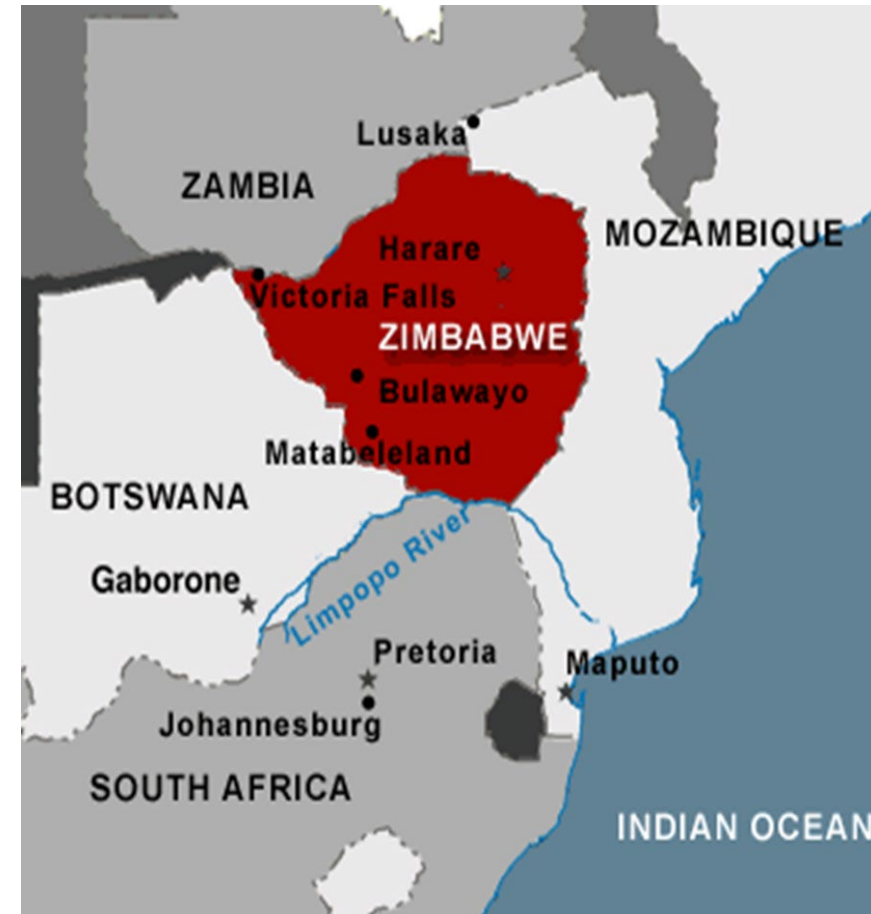 Lusaka
ZAMBIA
MOZAMBIQUE
Harare
Victoria Falls
ZIMBABWE
Bulawayo
Matabeleland
BOTSWANA
Limpopo River
Gaborone
Pretoria
Maputo
Johannesburg
SOUTH AFRICA
INDIAN OCEAN